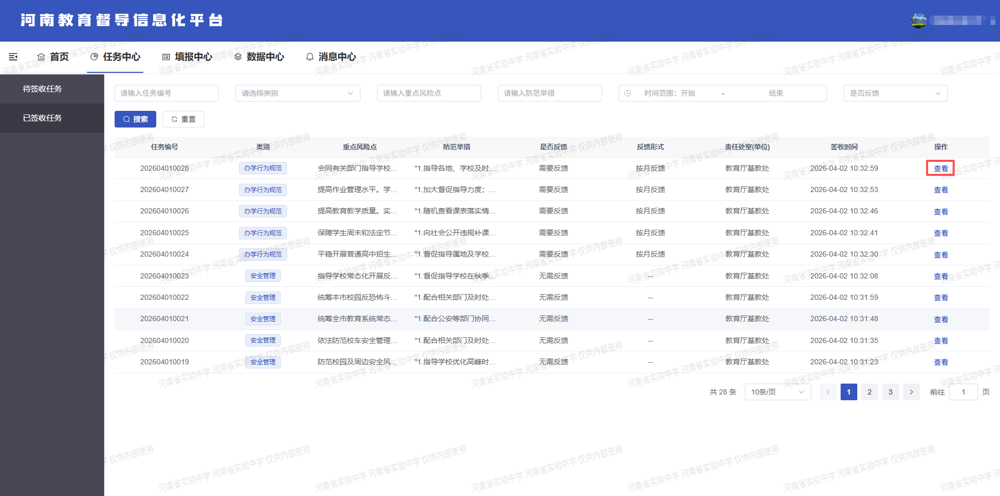 河南教育督导信息化平台
首页 任务中心 填报中心 数据中心 消息中心
待签收任务
已签收任务
请输入任务编号 请选择类别 请输入重点风险点 请输入防范举措 时间范围：开始 - 结束 是否反馈
搜索 重置
任务编号 类别 重点风险点 防范举措 是否反馈 反馈形式 责任处室(单位) 签收时间 操作
202604010028 办学行为规范 会同有关部门指导学校... "1.指导各地、学校及时... 需要反馈 按月反馈 教育厅基教处 2026-04-02 10:32:59 查看
202604010027 办学行为规范 提高作业管理水平。学... "1.加大督促指导力度；... 需要反馈 按月反馈 教育厅基教处 2026-04-02 10:32:53 查看
202604010026 办学行为规范 提高教育教学质量。实... "1.随机查看课表落实情... 需要反馈 按月反馈 教育厅基教处 2026-04-02 10:32:46 查看
202604010025 办学行为规范 保障学生周末和法定节... "1.向社会公开违规补课... 需要反馈 按月反馈 教育厅基教处 2026-04-02 10:32:41 查看
202604010024 办学行为规范 平稳开展普通高中招生... "1.督促指导属地及学校... 需要反馈 按月反馈 教育厅基教处 2026-04-02 10:32:30 查看
202604010023 安全管理 指导学校常态化开展反... "1.督促指导学校在秋季... 无需反馈 -- 教育厅基教处 2026-04-02 10:32:08 查看
202604010022 安全管理 统筹本市校园反恐怖斗... "1.配合相关部门及时处... 无需反馈 -- 教育厅基教处 2026-04-02 10:31:59 查看
202604010021 安全管理 统筹全市教育系统常态... "1.配合公安等部门协同... 无需反馈 -- 教育厅基教处 2026-04-02 10:31:48 查看
202604010020 安全管理 依法防范校车安全管理... "1.配合相关部门及时处... 无需反馈 -- 教育厅基教处 2026-04-02 10:31:35 查看
202604010019 安全管理 防范校园及周边安全风... "1.指导学校优化高峰时... 无需反馈 -- 教育厅基教处 2026-04-02 10:31:23 查看
共 28 条 10条/页 1 2 3 前往 1 页
河南省实验中学 仅供内部使用